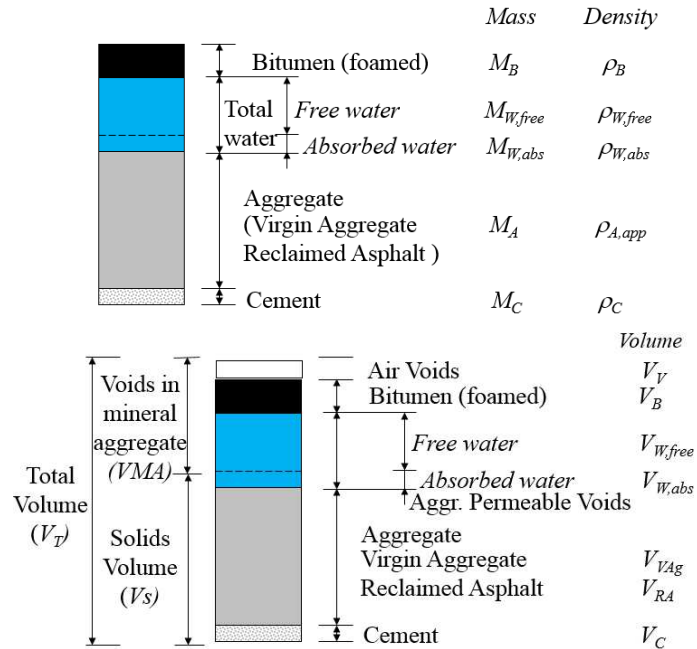 Mass Density
Bitumen (foamed) M_B ρ_B
Total water
Free water M_W,free ρ_W,free
Absorbed water M_W,abs ρ_W,abs
Aggregate
(Virgin Aggregate M_A ρ_A,app
Reclaimed Asphalt )
Cement M_C ρ_C
Volume
Air Voids V_V
Bitumen (foamed) V_B
Voids in
mineral
aggregate
(VMA)
Free water V_W,free
Absorbed water V_W,abs
Aggr. Permeable Voids
Total
Volume
(V_T)
Solids
Volume
(Vs)
Aggregate
Virgin Aggregate V_VAg
Reclaimed Asphalt V_RA
Cement V_C